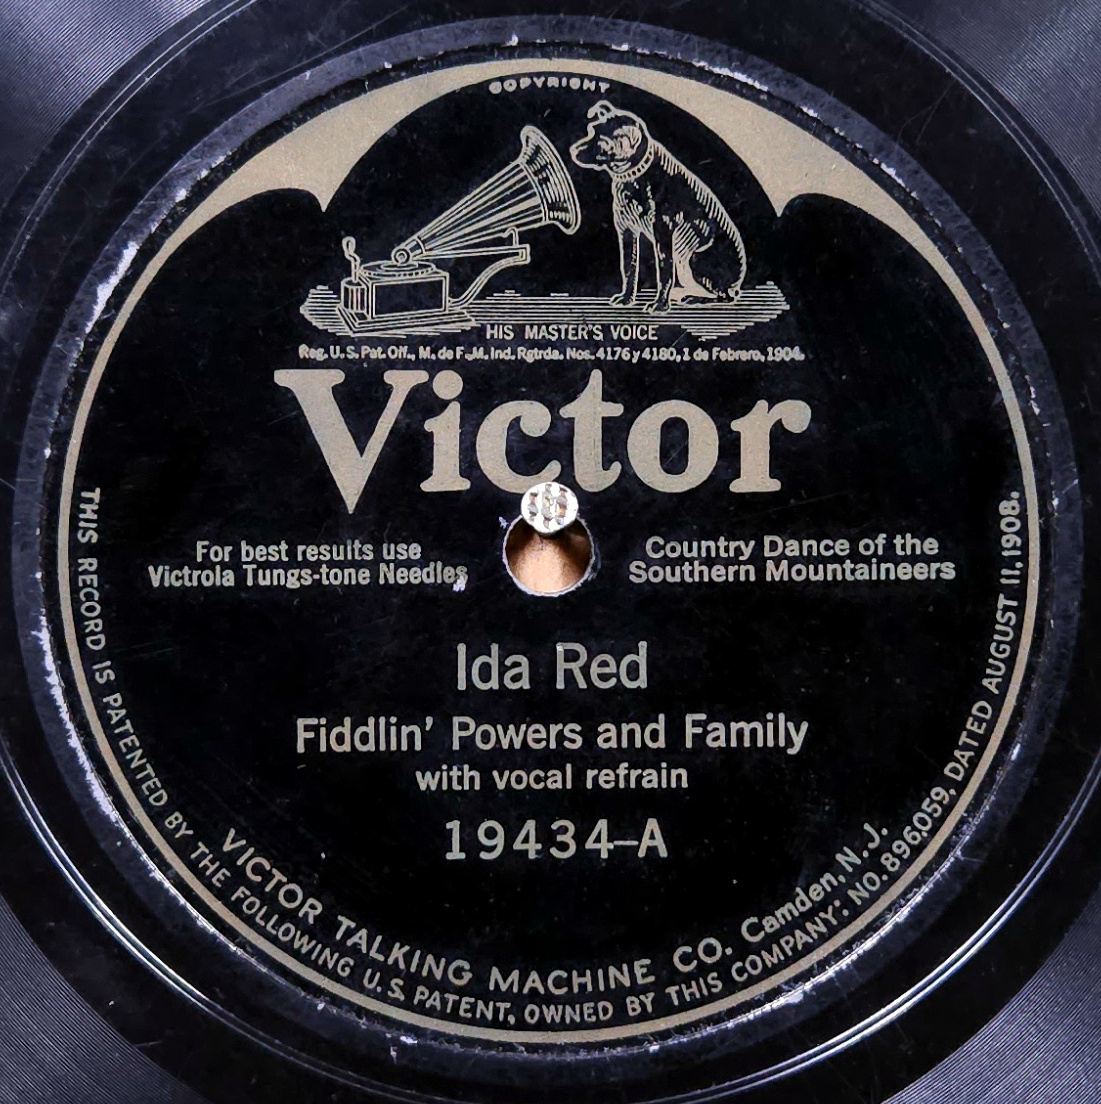 COPYRIGHT
HIS MASTER'S VOICE
Reg. U. S. Pat. Off., M. de F. M. Ind. Rgtrda. Nos. 4176 y 4180, 1 de Febrero, 1904.
Victor
For best results use
Victrola Tungs-tone Needles
Country Dance of the
Southern Mountaineers
Ida Red
Fiddlin' Powers and Family
with vocal refrain
19434-A
VICTOR TALKING MACHINE CO. Camden, N. J.
THIS RECORD IS PATENTED BY THE FOLLOWING U. S. PATENT, OWNED BY THIS COMPANY: NO. 896,059, DATED AUGUST 11, 1908.